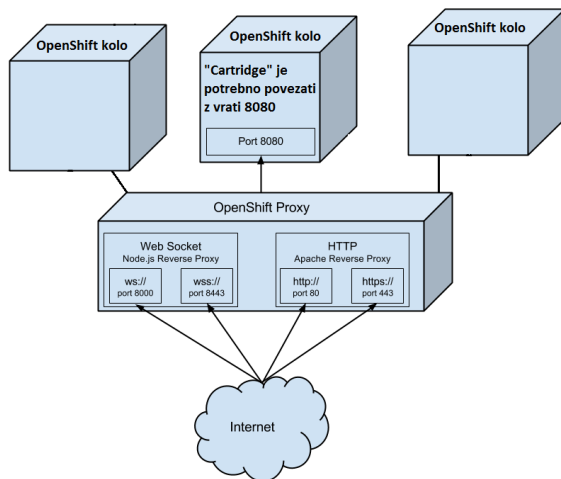 OpenShift kolo
OpenShift kolo
OpenShift kolo
"Cartridge" je
potrebno povezati
z vrati 8080
Port 8080
OpenShift Proxy
Web Socket
Node.js Reverse Proxy
ws://
port 8000
wss://
port 8443
HTTP
Apache Reverse Proxy
http://
port 80
https://
port 443
Internet